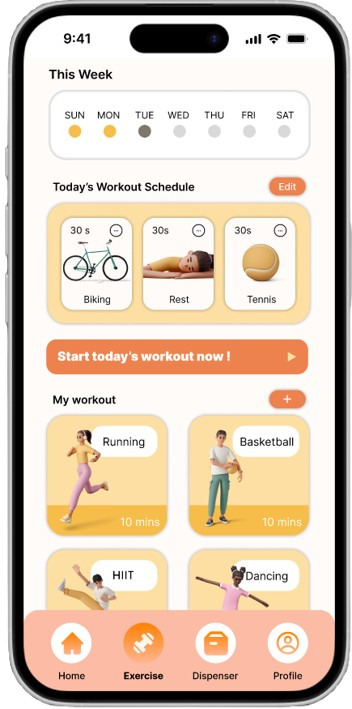 9:41
This Week
SUN MON TUE WED THU FRI SAT
Today's Workout Schedule
Edit
30 s 30s 30s
Biking Rest Tennis
Start today's workout now !
My workout
+
Running Basketball
10 mins 10 mins
HIIT Dancing
Home Exercise Dispenser Profile